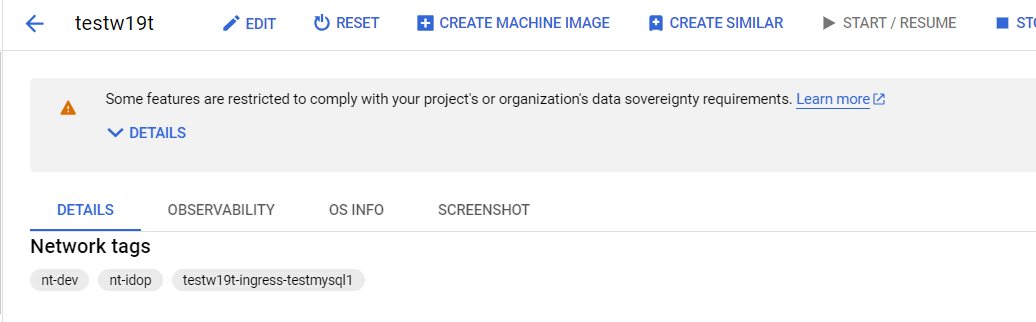 testw19t EDIT RESET CREATE MACHINE IMAGE CREATE SIMILAR START / RESUME STO
Some features are restricted to comply with your project's or organization's data sovereignty requirements. Learn more
DETAILS
DETAILS OBSERVABILITY OS INFO SCREENSHOT
Network tags
nt-dev nt-idop testw19t-ingress-testmysql1